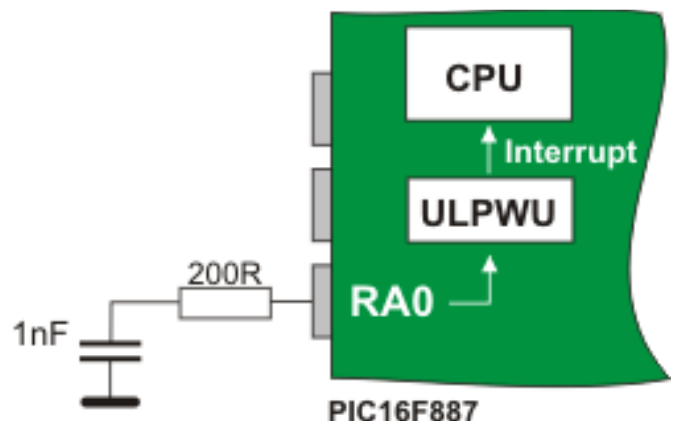 CPU
Interrupt
ULPWU
200R
RA0
1nF
PIC16F887